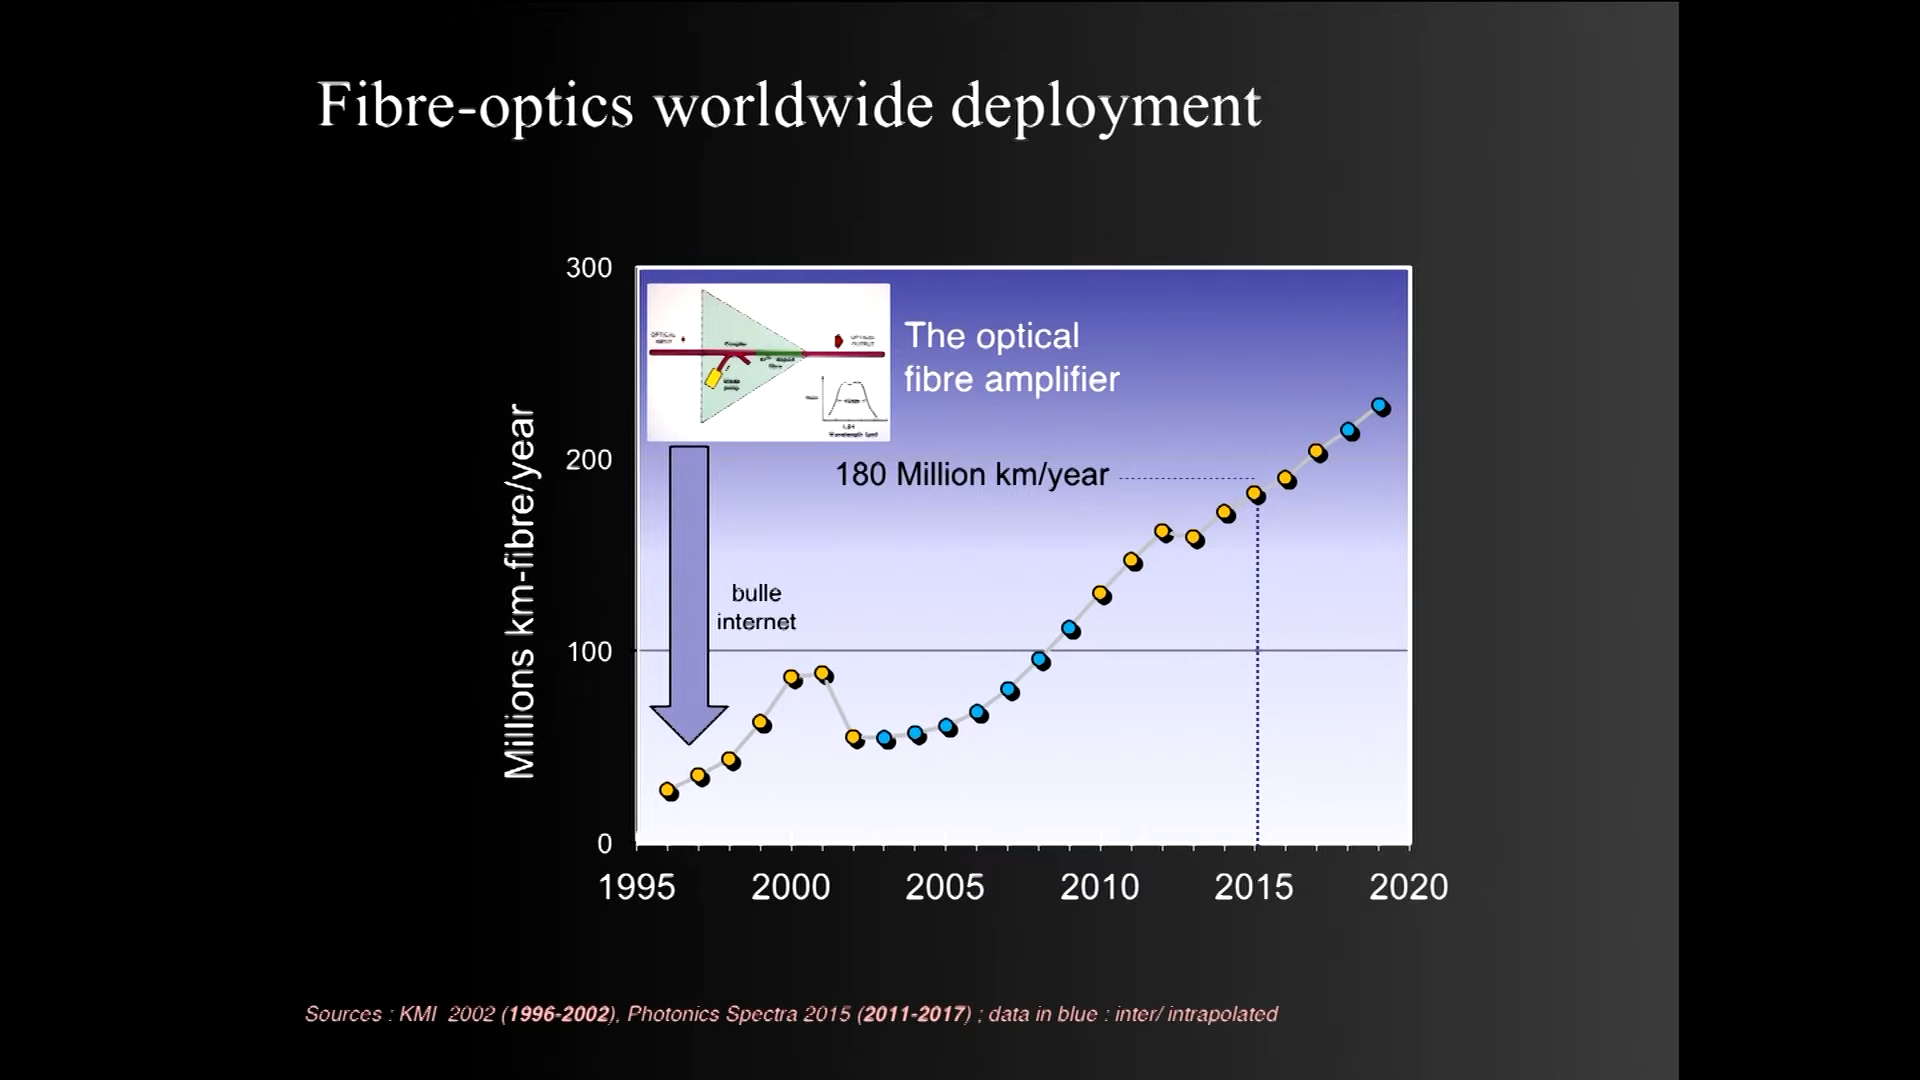 Fibre-optics worldwide deployment
300
The optical
fibre amplifier
200
180 Million km/year
Millions km-fibre/year
bulle
internet
100
0
1995 2000 2005 2010 2015 2020
Sources : KMI 2002 (1996-2002), Photonics Spectra 2015 (2011-2017) ; data in blue : inter/ intrapolated